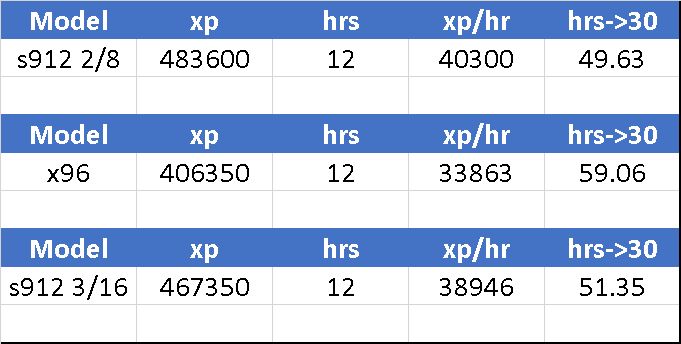 Model xp hrs xp/hr hrs->30
s912 2/8 483600 12 40300 49.63
Model xp hrs xp/hr hrs->30
x96 406350 12 33863 59.06
Model xp hrs xp/hr hrs->30
s912 3/16 467350 12 38946 51.35